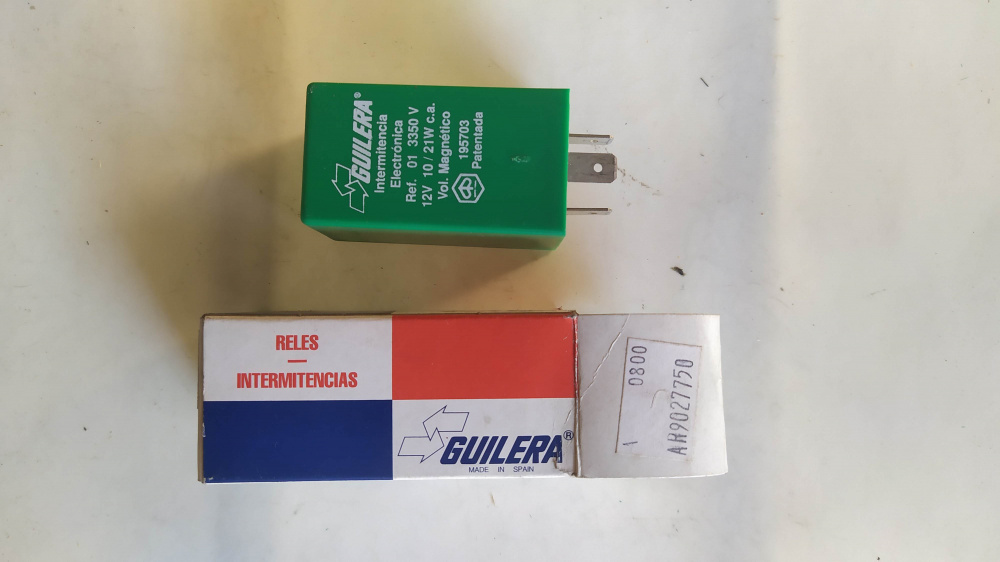 GUILERA®
Intermitencia
Electrónica
Ref. 01 3350 V
12V 10 / 21W c.a.
Vol. Magnético
195703
Patentada
RELES
—
INTERMITENCIAS
GUILERA®
MADE IN SPAIN
0800
1
AR9027750